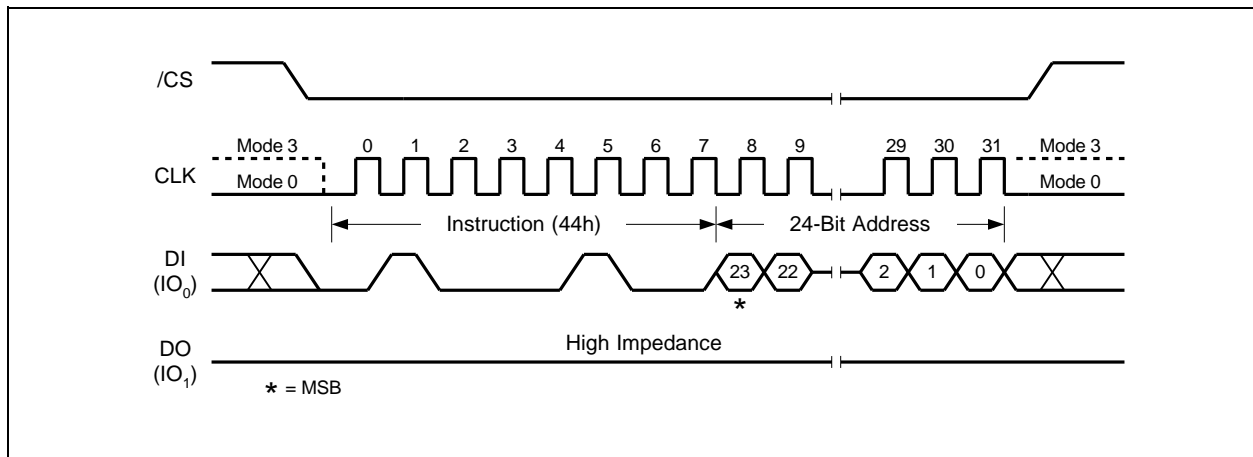 /CS
Mode 3 0 1 2 3 4 5 6 7 8 9 29 30 31 Mode 3
CLK
Mode 0 Mode 0
Instruction (44h) 24-Bit Address
DI
(IO0)
23 22 2 1 0
*
High Impedance
DO
(IO1)
* = MSB